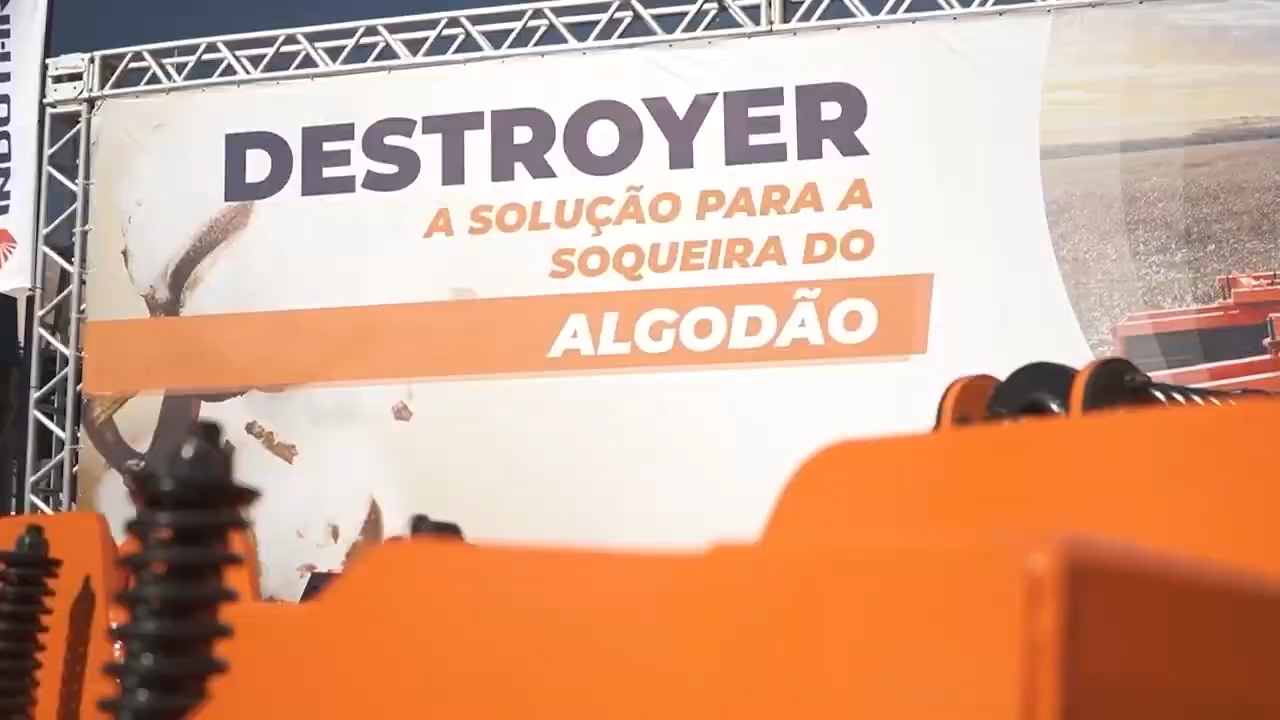 DESTROYER
A SOLUÇÃO PARA A
SOQUEIRA DO
ALGODÃO